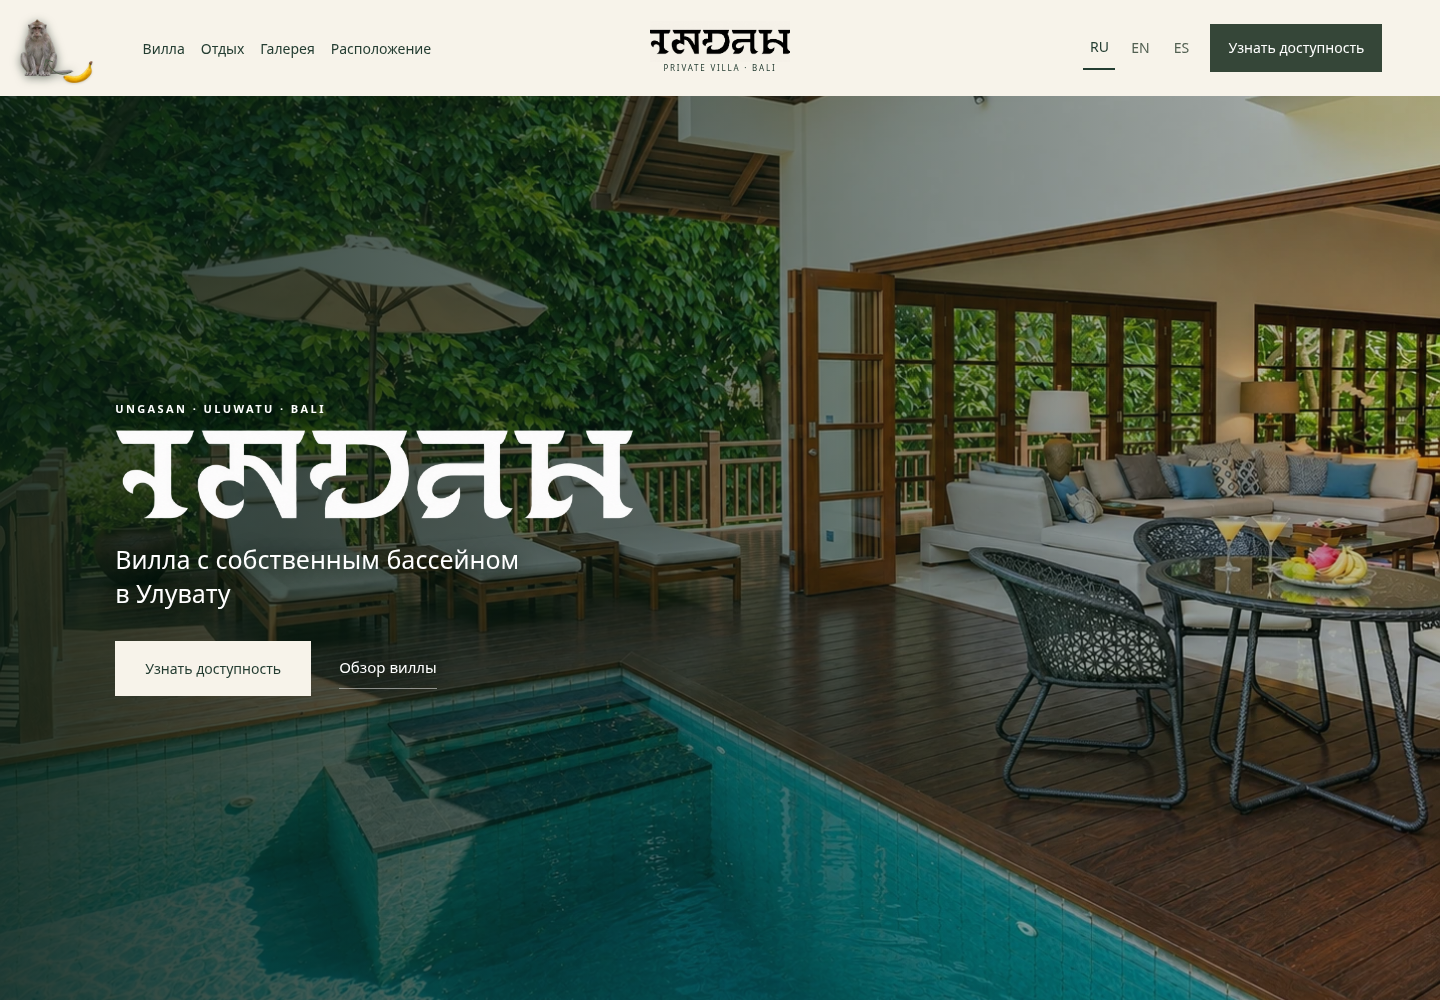 Вилла Отдых Галерея Расположение
INDAH
PRIVATE VILLA · BALI
RU EN ES Узнать доступность
UNGASAN · ULUWATU · BALI
INDAH
Вилла с собственным бассейном
в Улувату
Узнать доступность Обзор виллы